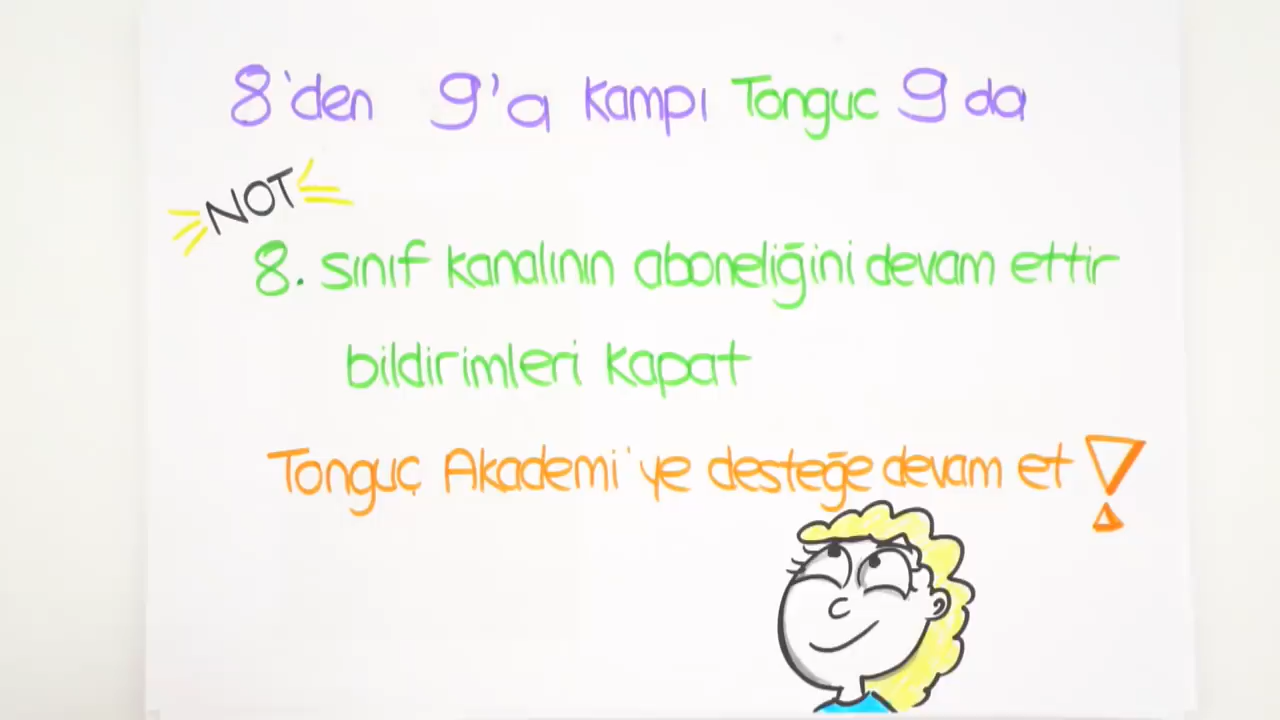 8'den 9'a Kampı Tonguc 9 da
NOT
8. sınıf kanalının aboneliğini devam ettir
bildirimleri kapat
Tonguç Akademi'ye desteğe devam et !